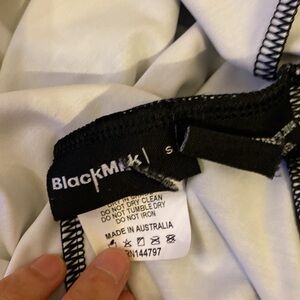 BlackMilk
S
DO NOT DRY CLEAN
DO NOT TUMBLE DRY
DO NOT IRON
MADE IN AUSTRALIA
RN144797